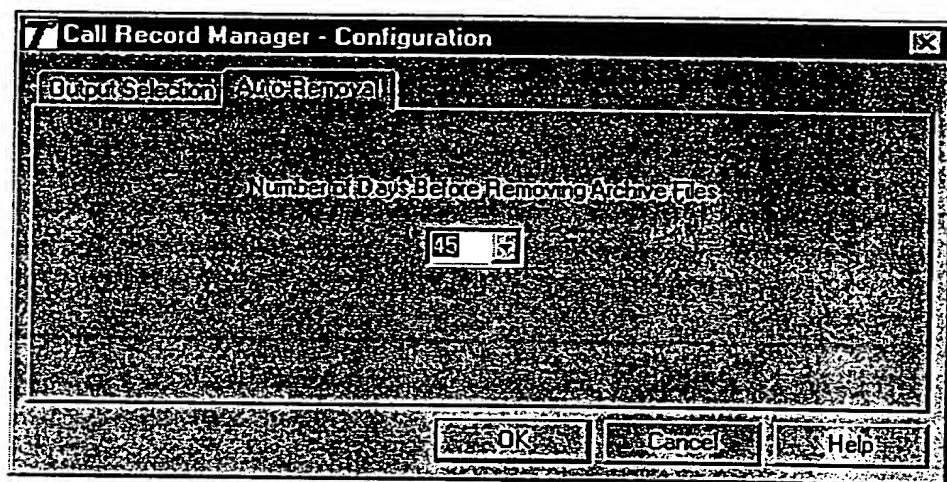 Call Record Manager - Configuration
Output Selection Auto-Removal
Number of Days Before Removing Archive Files
45
OK Cancel Help